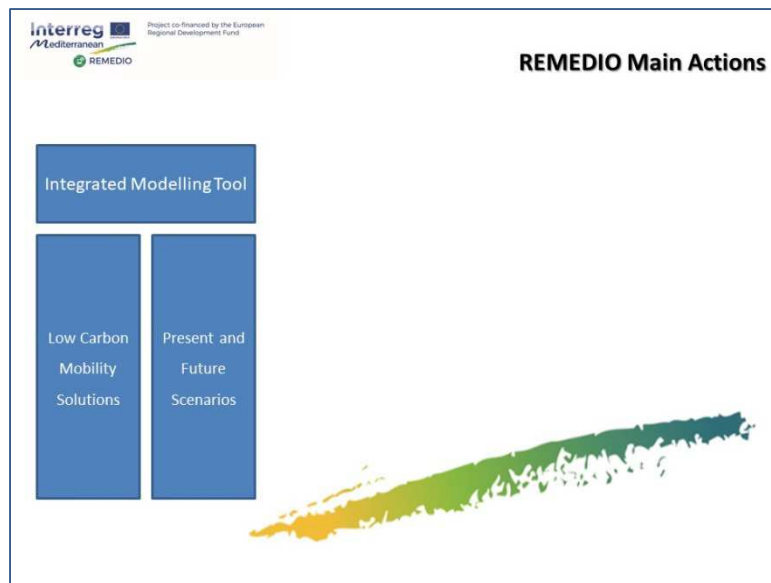 Interreg
Mediterranean
REMEDIO
Project co-financed by the European
Regional Development Fund
REMEDIO Main Actions
Integrated Modelling Tool
Low Carbon
Mobility
Solutions
Present and
Future
Scenarios